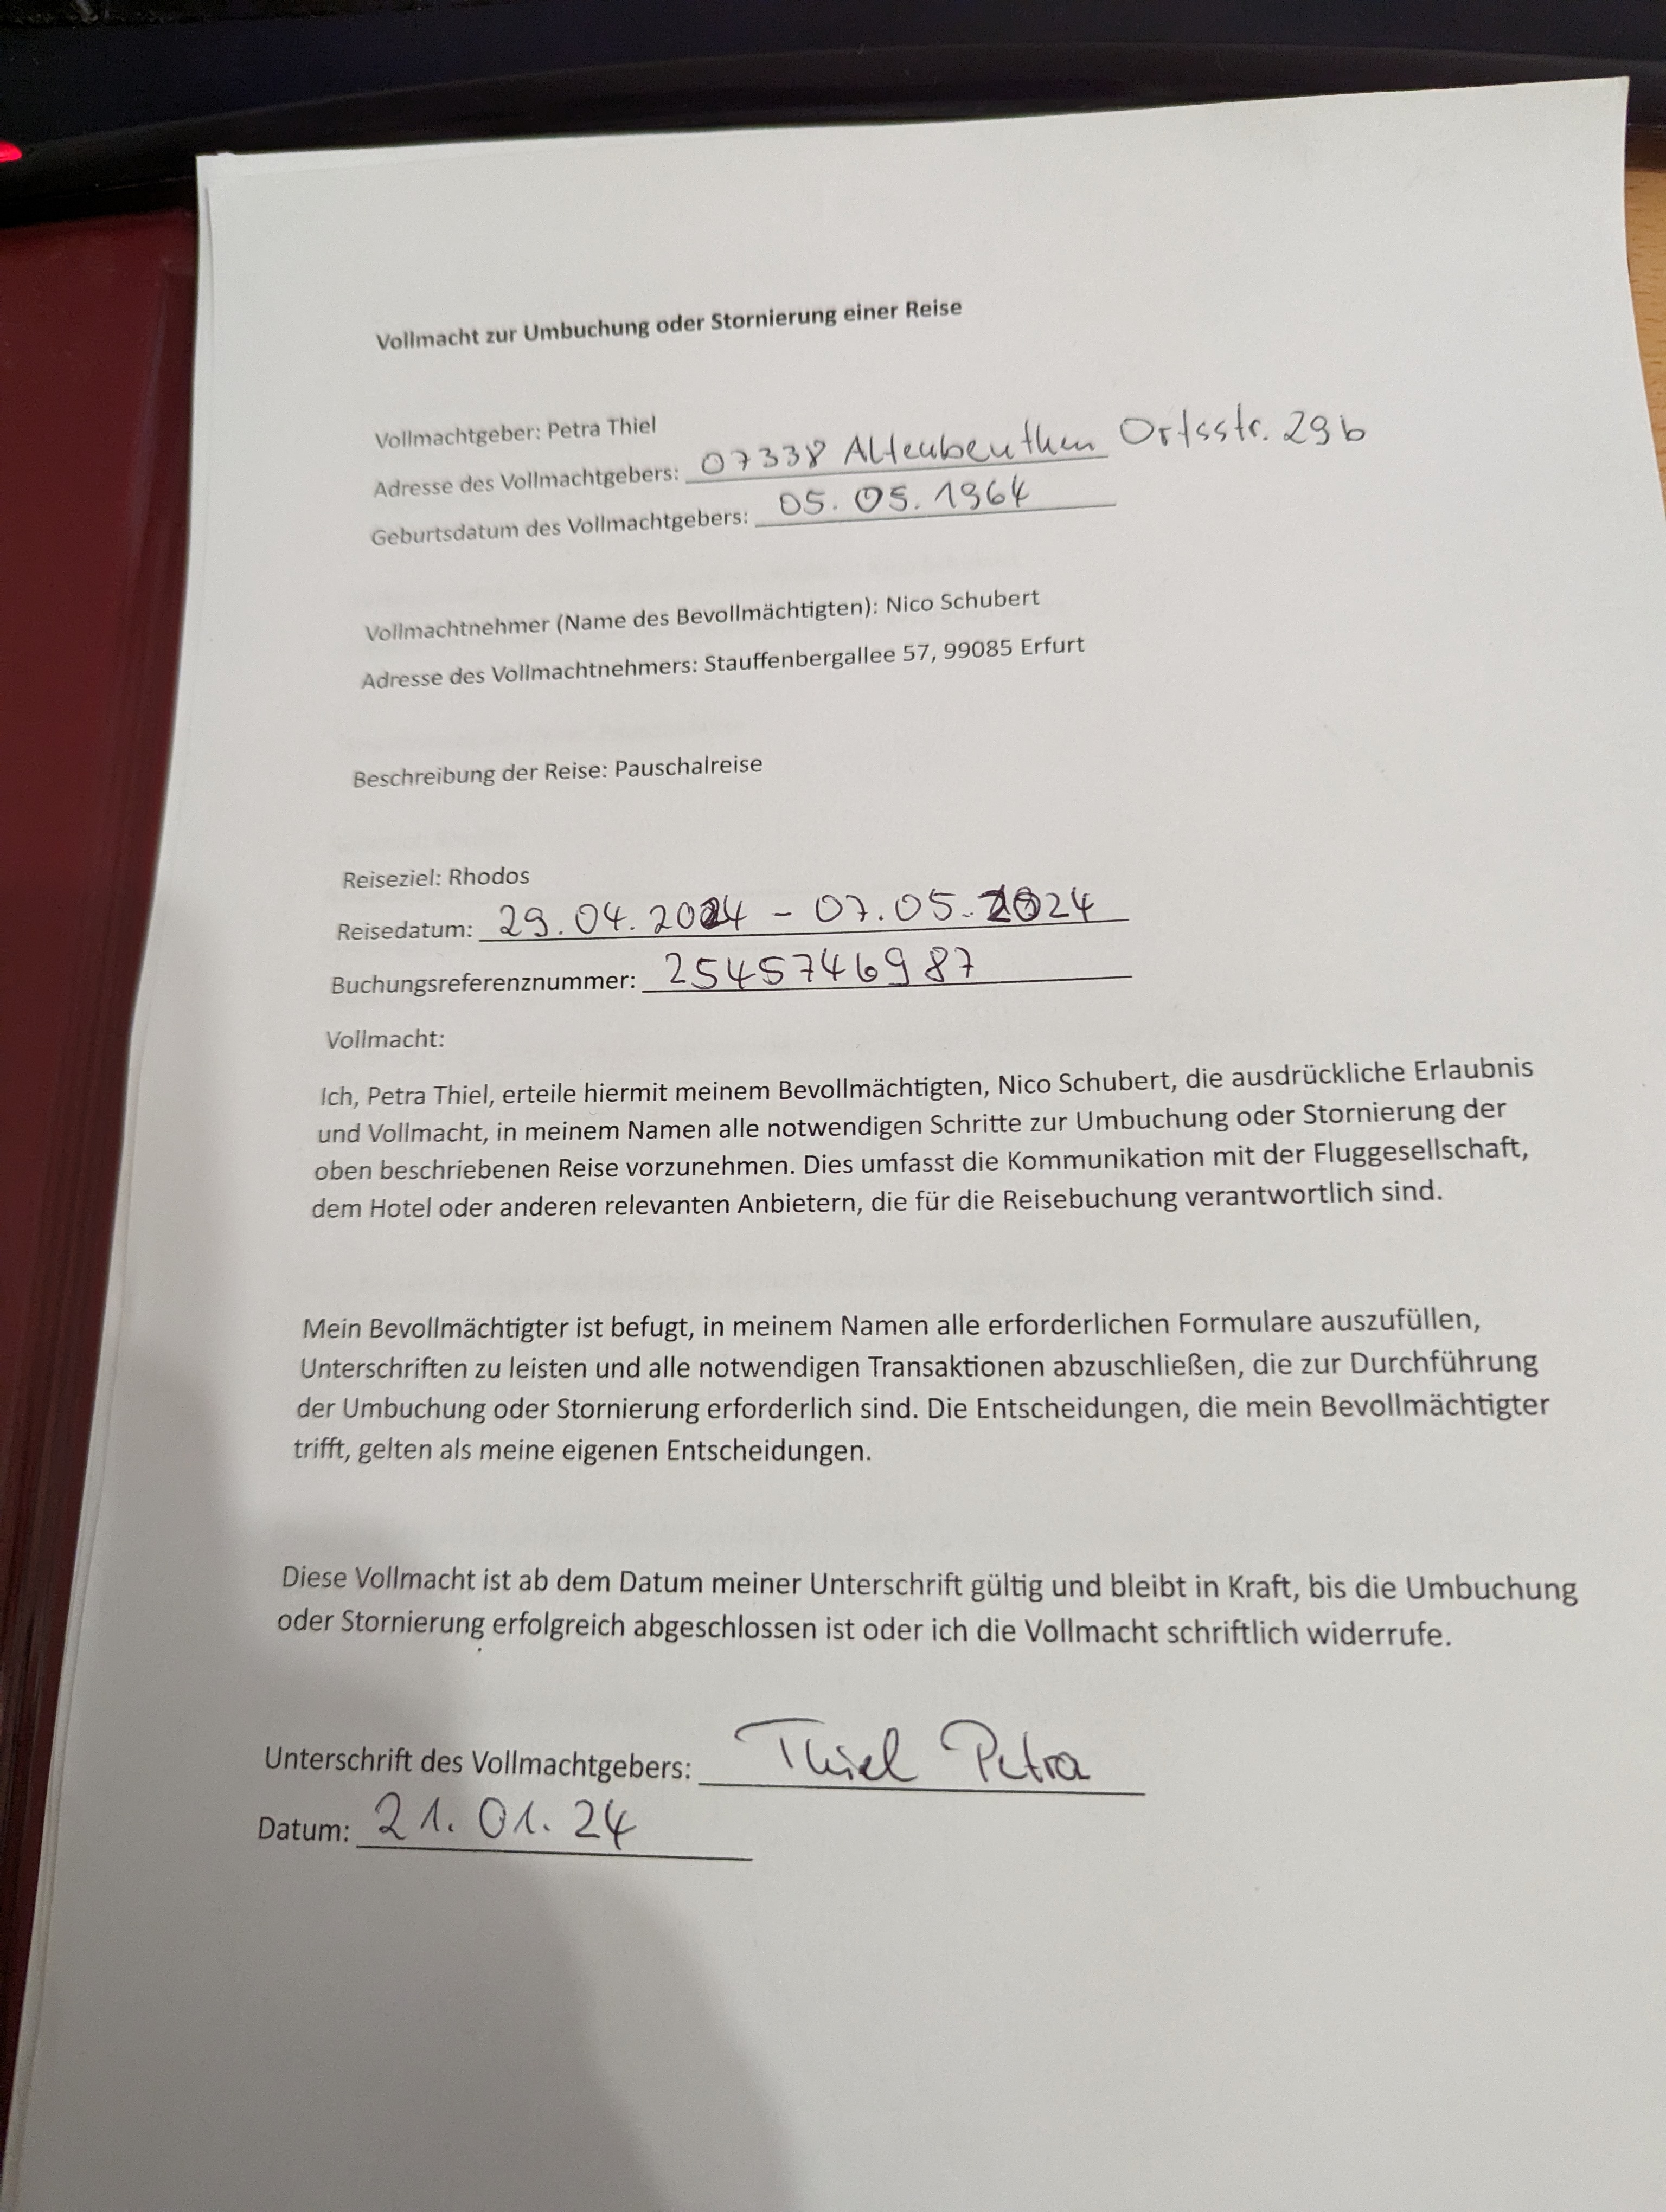 Vollmacht zur Umbuchung oder Stornierung einer Reise
Vollmachtgeber: Petra Thiel
Adresse des Vollmachtgebers: 07338 Altenbeuthen Ortsstr. 29b
Geburtsdatum des Vollmachtgebers: 05.05.1964
Vollmachtnehmer (Name des Bevollmächtigten): Nico Schubert
Adresse des Vollmachtnehmers: Stauffenbergallee 57, 99085 Erfurt
Beschreibung der Reise: Pauschalreise
Reiseziel: Rhodos
Reisedatum: 29.04.2024 - 07.05.2024
Buchungsreferenznummer: 2545746987
Vollmacht:
Ich, Petra Thiel, erteile hiermit meinem Bevollmächtigten, Nico Schubert, die ausdrückliche Erlaubnis
und Vollmacht, in meinem Namen alle notwendigen Schritte zur Umbuchung oder Stornierung der
oben beschriebenen Reise vorzunehmen. Dies umfasst die Kommunikation mit der Fluggesellschaft,
dem Hotel oder anderen relevanten Anbietern, die für die Reisebuchung verantwortlich sind.
Mein Bevollmächtigter ist befugt, in meinem Namen alle erforderlichen Formulare auszufüllen,
Unterschriften zu leisten und alle notwendigen Transaktionen abzuschließen, die zur Durchführung
der Umbuchung oder Stornierung erforderlich sind. Die Entscheidungen, die mein Bevollmächtigter
trifft, gelten als meine eigenen Entscheidungen.
Diese Vollmacht ist ab dem Datum meiner Unterschrift gültig und bleibt in Kraft, bis die Umbuchung
oder Stornierung erfolgreich abgeschlossen ist oder ich die Vollmacht schriftlich widerrufe.
Unterschrift des Vollmachtgebers: Thiel Petra
Datum: 21.01.24